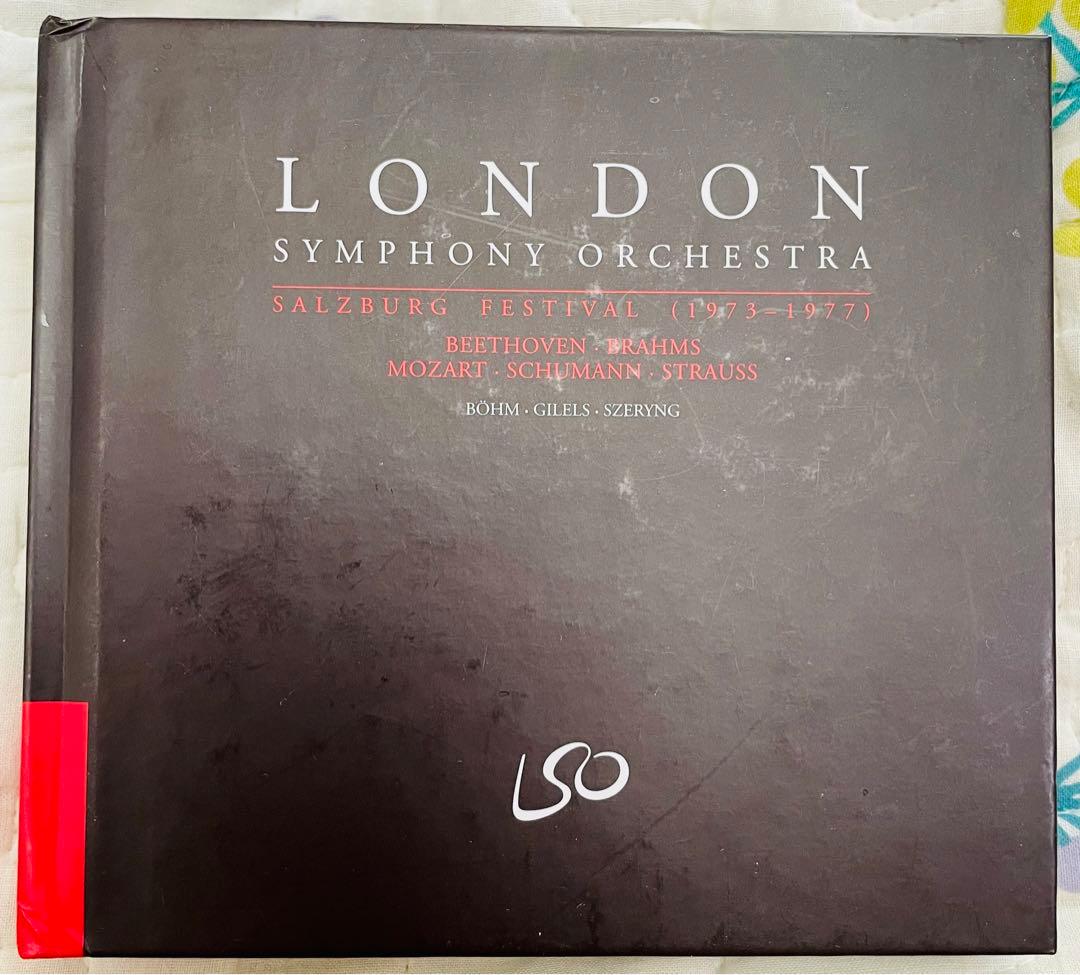 LONDON
SYMPHONY ORCHESTRA
SALZBURG FESTIVAL (1973–1977)
BEETHOVEN · BRAHMS
MOZART · SCHUMANN · STRAUSS
BÖHM · GILELS · SZERYNG
LSO